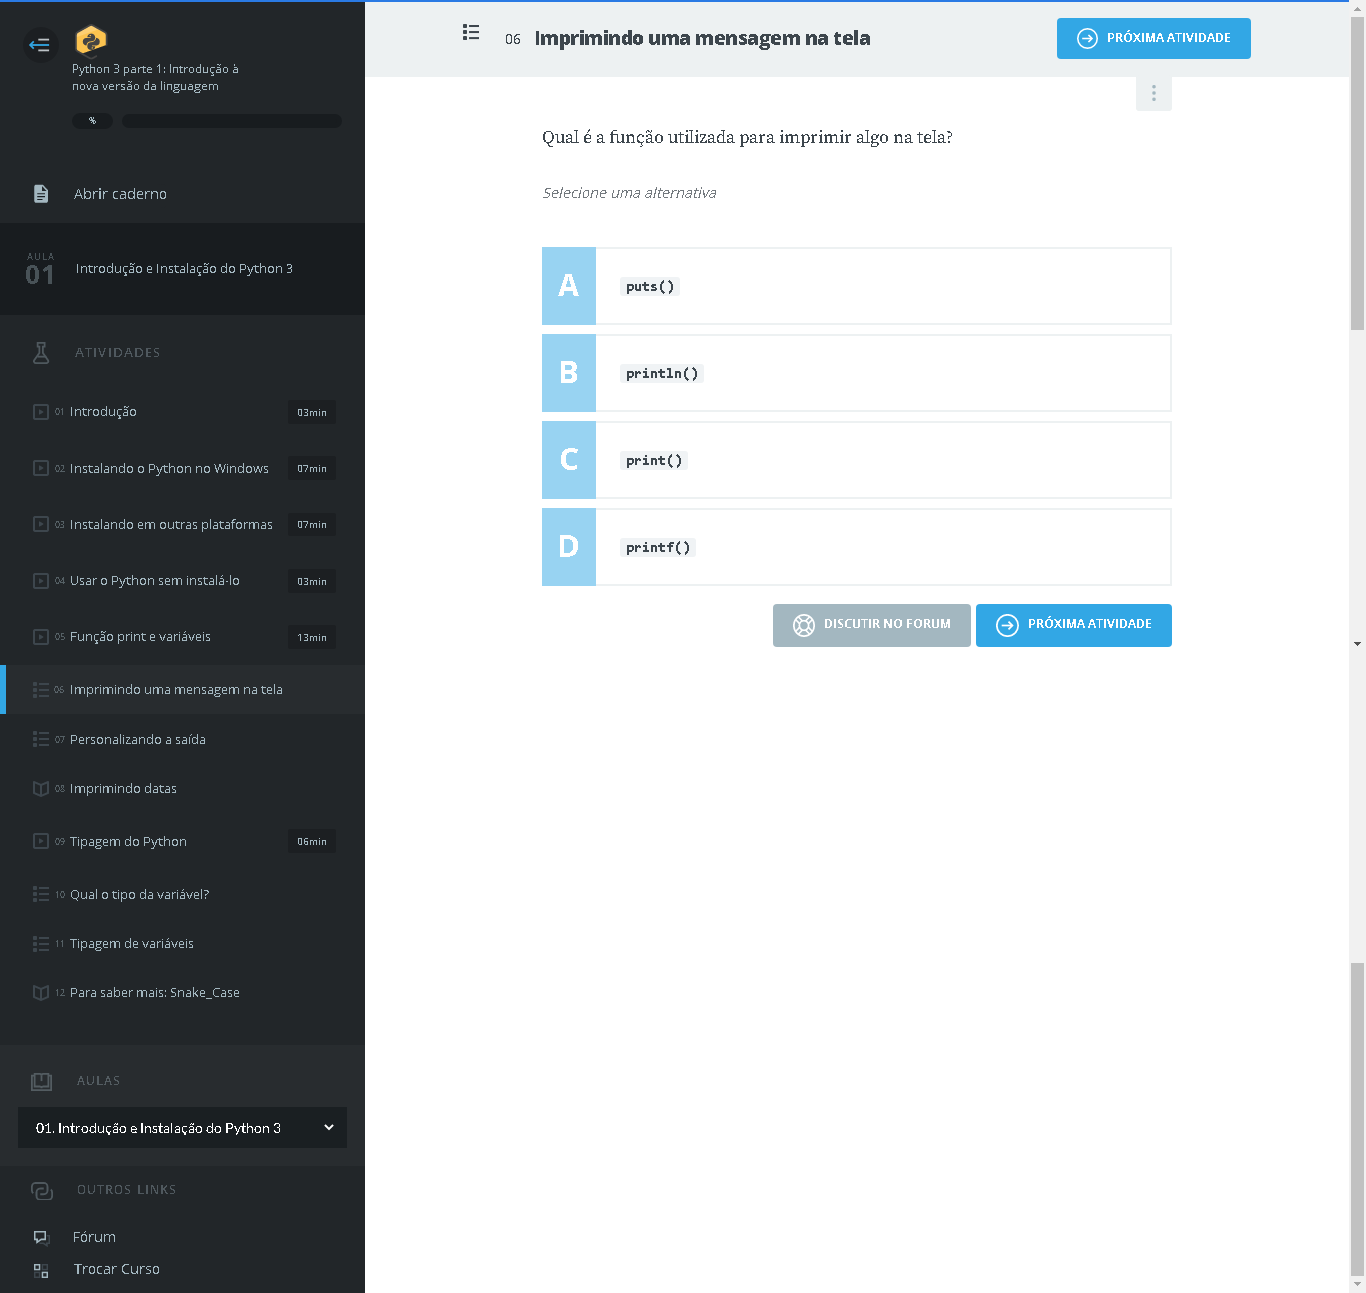 Python 3 parte 1: Introdução à
nova versão da linguagem
%
Abrir caderno
AULA
01
Introdução e Instalação do Python 3
ATIVIDADES
01 Introdução 03min
02 Instalando o Python no Windows 07min
03 Instalando em outras plataformas 07min
04 Usar o Python sem instalá-lo 03min
05 Função print e variáveis 13min
06 Imprimindo uma mensagem na tela
07 Personalizando a saída
08 Imprimindo datas
09 Tipagem do Python 06min
10 Qual o tipo da variável?
11 Tipagem de variáveis
12 Para saber mais: Snake_Case
AULAS
01. Introdução e Instalação do Python 3
OUTROS LINKS
Fórum
Trocar Curso
06 Imprimindo uma mensagem na tela
PRÓXIMA ATIVIDADE
Qual é a função utilizada para imprimir algo na tela?
Selecione uma alternativa
A puts()
B println()
C print()
D printf()
DISCUTIR NO FORUM
PRÓXIMA ATIVIDADE